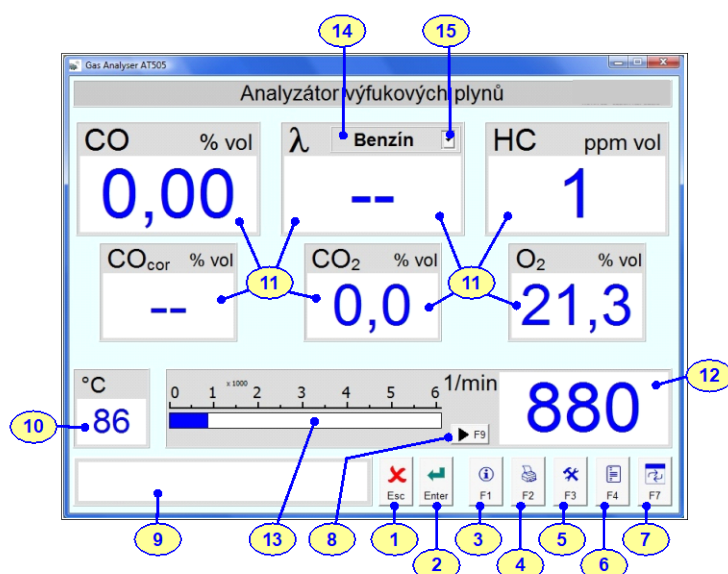 14 15
Gas Analyser AT505
Analyzátor výfukových plynů
CO % vol
λ Benzín
HC ppm vol
0,00 -- 1
COcor % vol
CO2 % vol
O2 % vol
11 11
-- 0,0 21,3
°C
0 1 x 1000 2 3 4 5 6
1/min
880
12
10
86
F9
Esc Enter F1 F2 F3 F4 F7
9 13 8 1 3 5 7
2 4 6